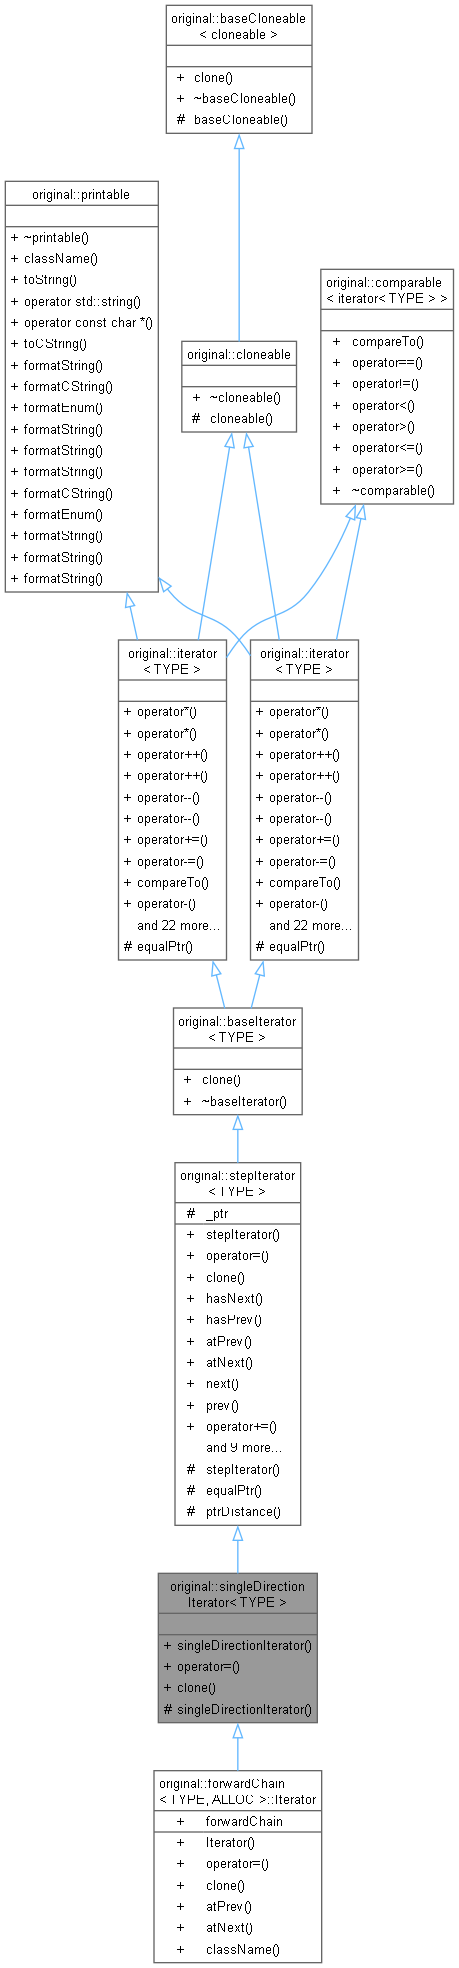 original::baseCloneable
< cloneable >
+ clone()
+ ~baseCloneable()
# baseCloneable()
original::printable
+ ~printable()
+ className()
+ toString()
+ operator std::string()
+ operator const char *()
+ toCString()
+ formatString()
+ formatCString()
+ formatEnum()
+ formatString()
+ formatString()
+ formatString()
+ formatCString()
+ formatEnum()
+ formatString()
+ formatString()
+ formatString()
original::cloneable
+ ~cloneable()
# cloneable()
original::comparable
< iterator< TYPE > >
+ compareTo()
+ operator==()
+ operator!=()
+ operator<()
+ operator>()
+ operator<=()
+ operator>=()
+ ~comparable()
original::iterator
< TYPE >
+ operator*()
+ operator*()
+ operator++()
+ operator++()
+ operator--()
+ operator--()
+ operator+=()
+ operator-=()
+ compareTo()
+ operator-()
and 22 more...
# equalPtr()
original::iterator
< TYPE >
+ operator*()
+ operator*()
+ operator++()
+ operator++()
+ operator--()
+ operator--()
+ operator+=()
+ operator-=()
+ compareTo()
+ operator-()
and 22 more...
# equalPtr()
original::baseIterator
< TYPE >
+ clone()
+ ~baseIterator()
original::stepIterator
< TYPE >
# _ptr
+ stepIterator()
+ operator=()
+ clone()
+ hasNext()
+ hasPrev()
+ atPrev()
+ atNext()
+ next()
+ prev()
+ operator+=()
and 9 more...
# stepIterator()
# equalPtr()
# ptrDistance()
original::singleDirection
Iterator< TYPE >
+ singleDirectionIterator()
+ operator=()
+ clone()
# singleDirectionIterator()
original::forwardChain
< TYPE, ALLOC >::Iterator
+ forwardChain
+ Iterator()
+ operator=()
+ clone()
+ atPrev()
+ atNext()
+ className()